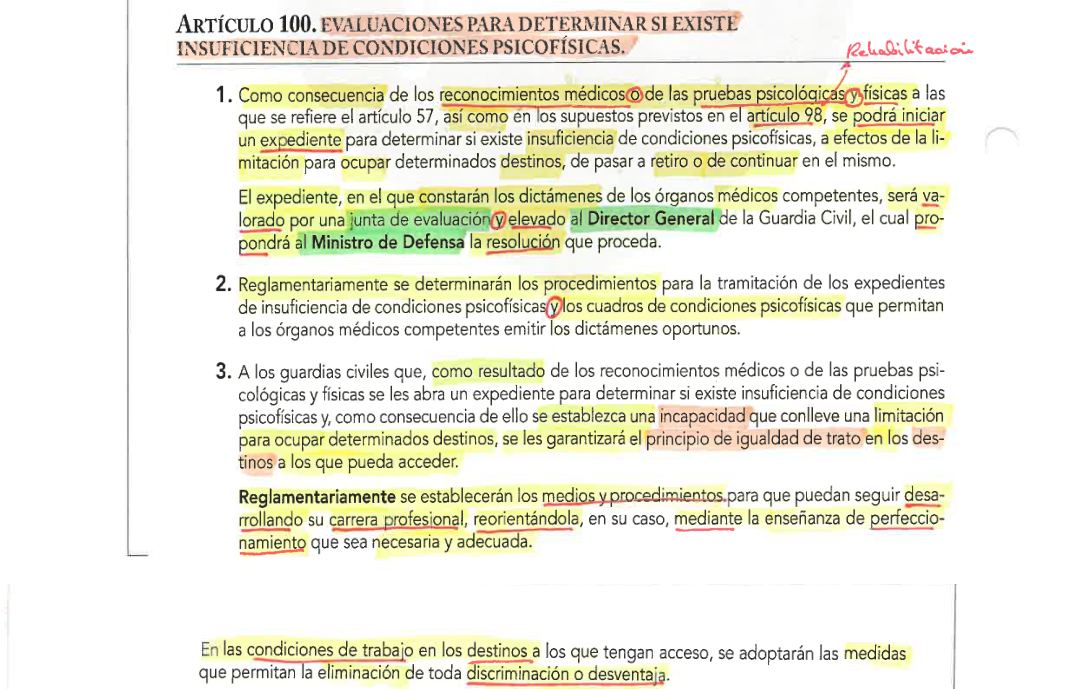 ARTÍCULO 100. EVALUACIONES PARA DETERMINAR SI EXISTE
INSUFICIENCIA DE CONDICIONES PSICOFÍSICAS.
Rehabilitación
1. Como consecuencia de los reconocimientos médicos o de las pruebas psicológicas y físicas a las
que se refiere el artículo 57, así como en los supuestos previstos en el artículo 98, se podrá iniciar
un expediente para determinar si existe insuficiencia de condiciones psicofísicas, a efectos de la li-
mitación para ocupar determinados destinos, de pasar a retiro o de continuar en el mismo.
El expediente, en el que constarán los dictámenes de los órganos médicos competentes, será va-
lorado por una junta de evaluación y elevado al Director General de la Guardia Civil, el cual pro-
pondrá al Ministro de Defensa la resolución que proceda.
2. Reglamentariamente se determinarán los procedimientos para la tramitación de los expedientes
de insuficiencia de condiciones psicofísicas y los cuadros de condiciones psicofísicas que permitan
a los órganos médicos competentes emitir los dictámenes oportunos.
3. A los guardias civiles que, como resultado de los reconocimientos médicos o de las pruebas psi-
cológicas y físicas se les abra un expediente para determinar si existe insuficiencia de condiciones
psicofísicas y, como consecuencia de ello se establezca una incapacidad que conlleve una limitación
para ocupar determinados destinos, se les garantizará el principio de igualdad de trato en los des-
tinos a los que pueda acceder.
Reglamentariamente se establecerán los medios y procedimientos para que puedan seguir desa-
rrollando su carrera profesional, reorientándola, en su caso, mediante la enseñanza de perfeccio-
namiento que sea necesaria y adecuada.
En las condiciones de trabajo en los destinos a los que tengan acceso, se adoptarán las medidas
que permitan la eliminación de toda discriminación o desventaja.